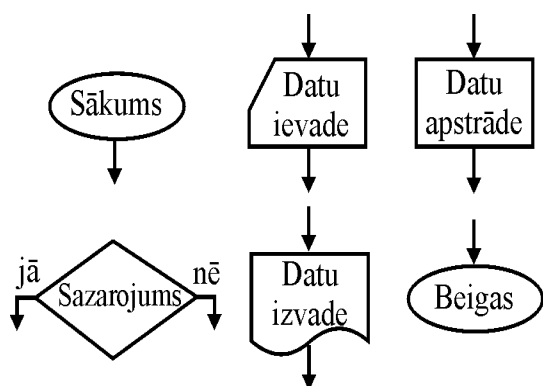 Sākums
Datu
ievade
Datu
apstrāde
jā
Sazarojums
nē
Datu
izvade
Beigas